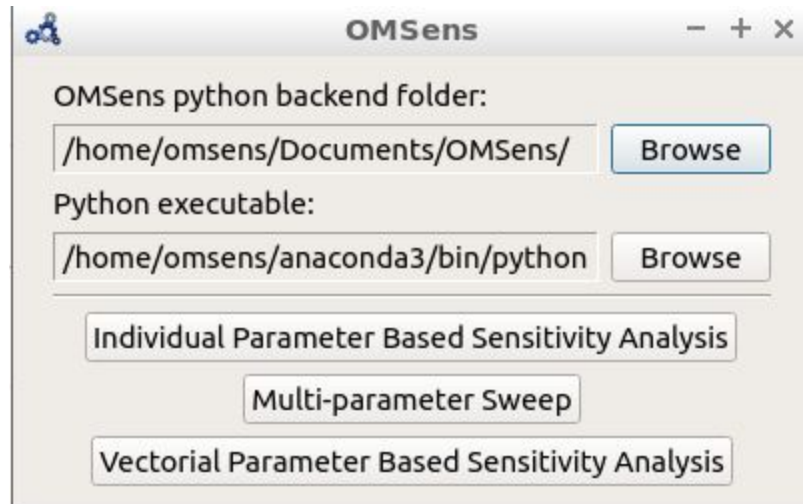 OMSens
OMSens python backend folder:
/home/omsens/Documents/OMSens/ Browse
Python executable:
/home/omsens/anaconda3/bin/python Browse
Individual Parameter Based Sensitivity Analysis
Multi-parameter Sweep
Vectorial Parameter Based Sensitivity Analysis